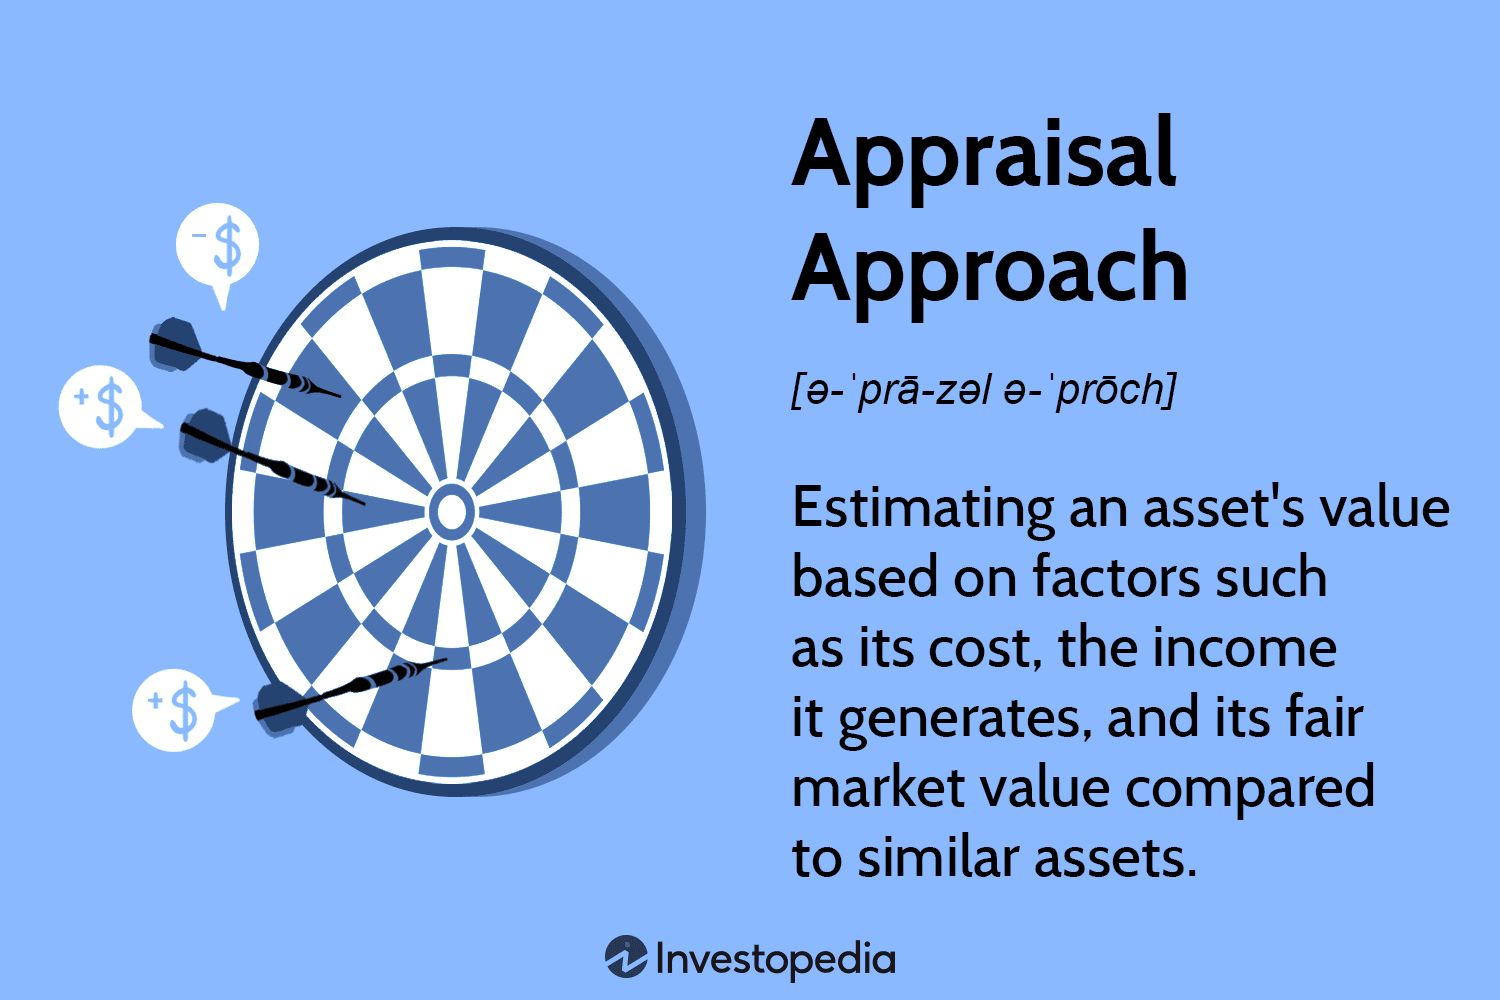 -$
+$
+$
Appraisal
Approach
[ə-ˈprā-zəl ə-ˈprōch]
Estimating an asset's value
based on factors such
as its cost, the income
it generates, and its fair
market value compared
to similar assets.
Investopedia